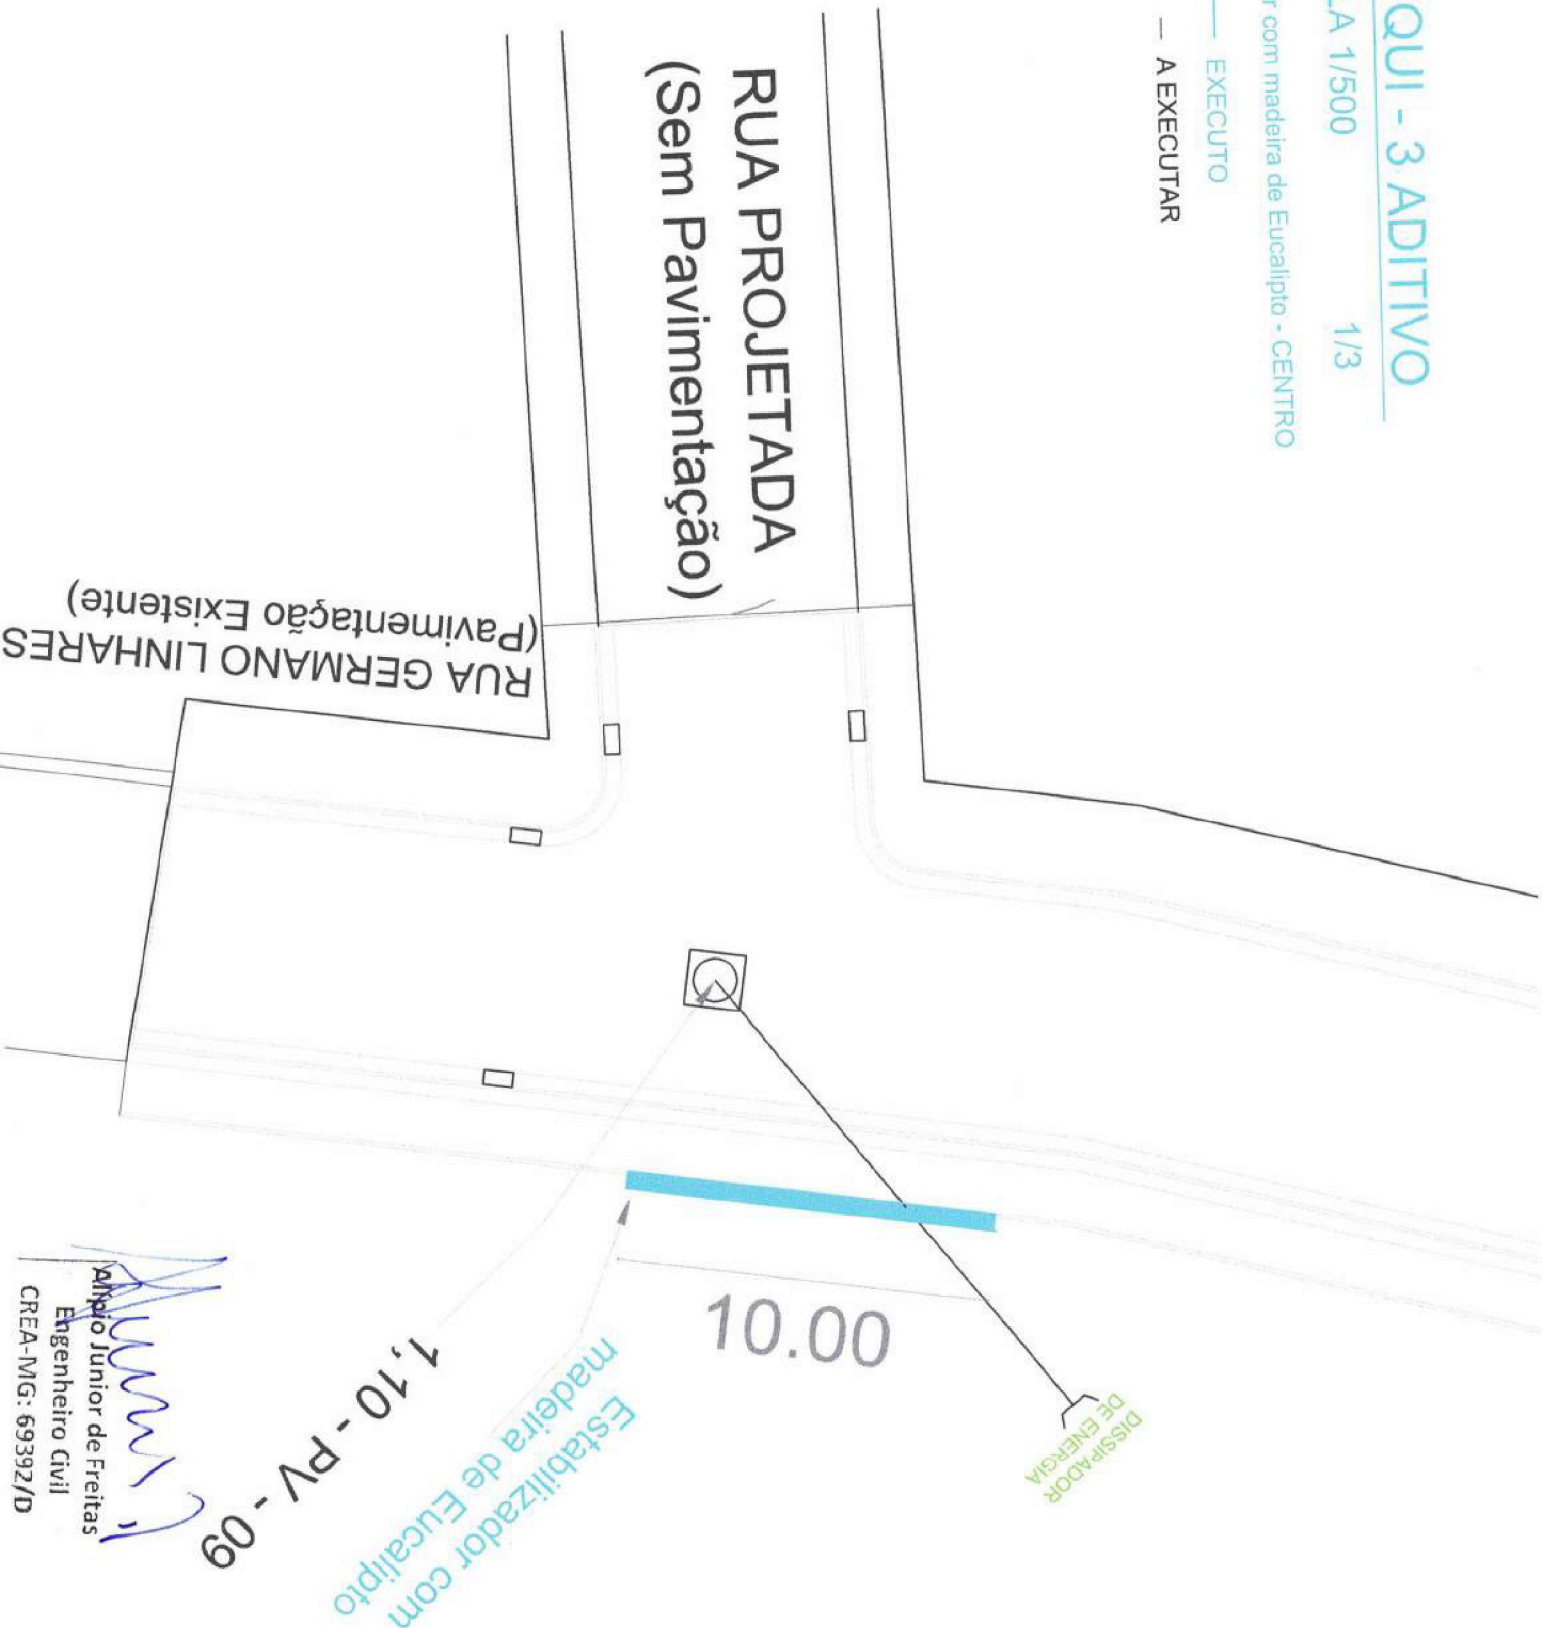 QUI - 3 ADITIVO
LA 1/500 1/3
r com madeira de Eucalipto - CENTRO
EXECUTO
A EXECUTAR
RUA PROJETADA
(Sem Pavimentação)
RUA GERMANO LINHARES
(Pavimentação Existente)
10.00
DISSIPADOR
DE ENERGIA
Estabilizador com
madeira de Eucalipto
1,10 - PV - 09
Alípio Junior de Freitas
Engenheiro Civil
CREA-MG: 69392/D